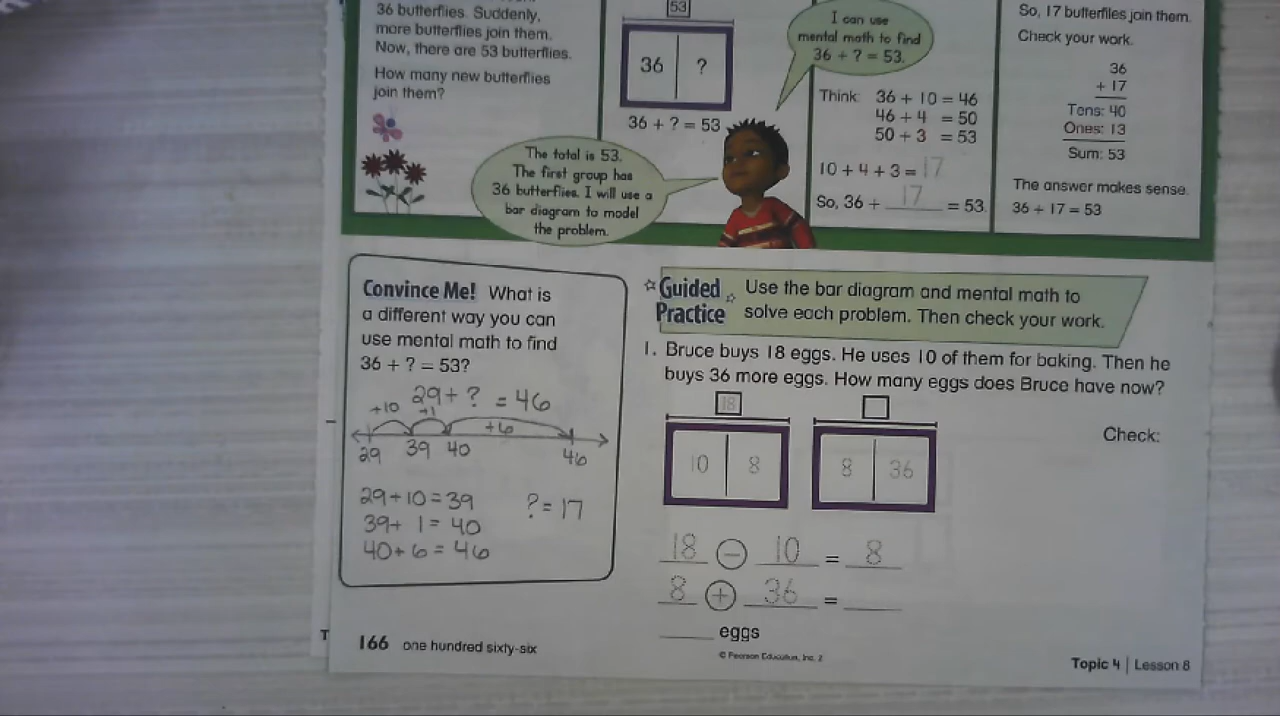 36 butterflies. Suddenly,
more butterflies join them.
Now, there are 53 butterflies.
How many new butterflies
join them?
53
36 ?
36 + ? = 53
The total is 53.
The first group has
36 butterflies. I will use a
bar diagram to model
the problem.
I can use
mental math to find
36 + ? = 53.
Think: 36 + 10 = 46
46 + 4 = 50
50 + 3 = 53
10 + 4 + 3 = 17
So, 36 + 17 = 53.
So, 17 butterflies join them.
Check your work.
36
+ 17
Tens: 40
Ones: 13
Sum: 53
The answer makes sense.
36 + 17 = 53
Convince Me! What is
a different way you can
use mental math to find
36 + ? = 53?
29 + ? = 46
+10 +1 +6
29 39 40 46
29 + 10 = 39 ? = 17
39 + 1 = 40
40 + 6 = 46
Guided Practice
Use the bar diagram and mental math to
solve each problem. Then check your work.
1. Bruce buys 18 eggs. He uses 10 of them for baking. Then he
buys 36 more eggs. How many eggs does Bruce have now?
18
10 8 8 36
Check:
18 - 10 = 8
8 + 36 = ____
____ eggs
T
166 one hundred sixty-six
© Pearson Education, Inc. 2
Topic 4 | Lesson 8